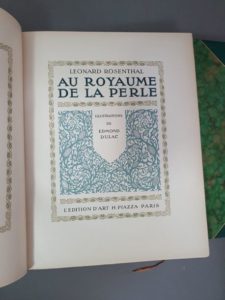 LEONARD ROSENTHAL
AU ROYAUME
DE LA PERLE
ILLUSTRATIONS
DE
EDMOND
DULAC
L'EDITION D'ART H. PIAZZA PARIS